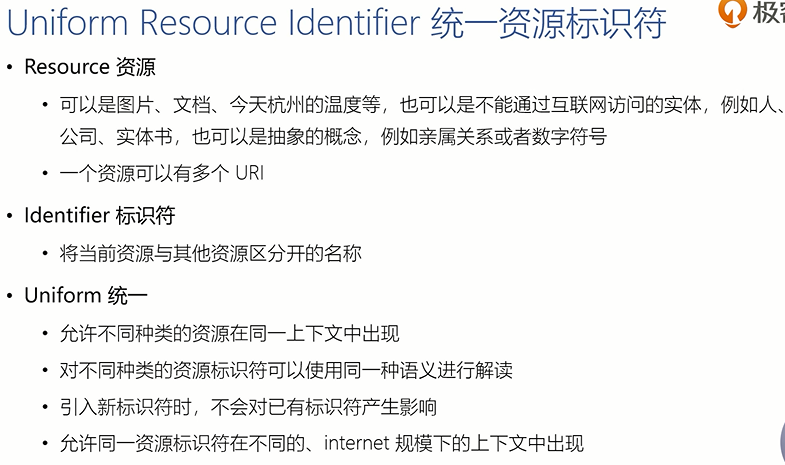 Uniform Resource Identifier 统一资源标识符
极客
• Resource 资源
• 可以是图片、文档、今天杭州的温度等，也可以是不能通过互联网访问的实体，例如人、
公司、实体书，也可以是抽象的概念，例如亲属关系或者数字符号
• 一个资源可以有多个 URI
• Identifier 标识符
• 将当前资源与其他资源区分开的名称
• Uniform 统一
• 允许不同种类的资源在同一上下文中出现
• 对不同种类的资源标识符可以使用同一种语义进行解读
• 引入新标识符时，不会对已有标识符产生影响
• 允许同一资源标识符在不同的、internet 规模下的上下文中出现